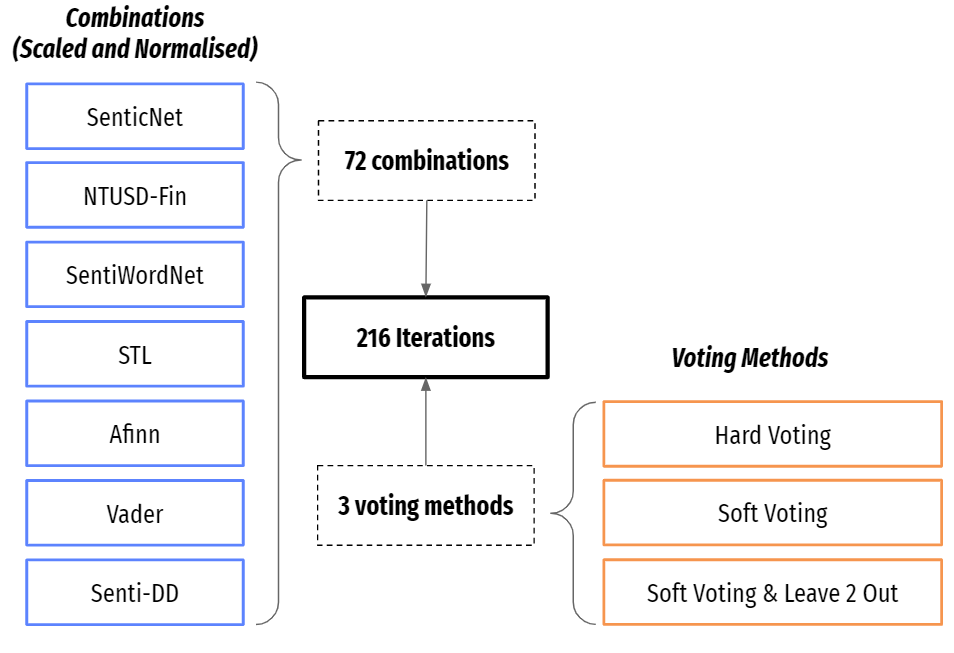 Combinations
(Scaled and Normalised)
SenticNet
NTUSD-Fin
SentiWordNet
STL
Afinn
Vader
Senti-DD
72 combinations
216 Iterations
3 voting methods
Voting Methods
Hard Voting
Soft Voting
Soft Voting & Leave 2 Out